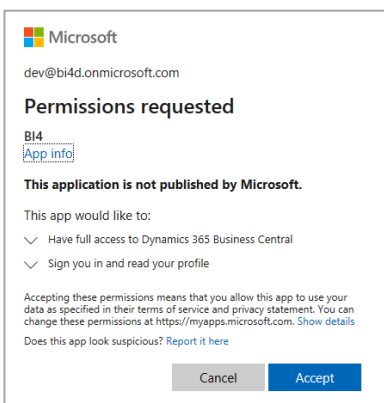 Microsoft
dev@bi4d.onmicrosoft.com
Permissions requested
BI4
App info
This application is not published by Microsoft.
This app would like to:
Have full access to Dynamics 365 Business Central
Sign you in and read your profile
Accepting these permissions means that you allow this app to use your
data as specified in their terms of service and privacy statement. You can
change these permissions at https://myapps.microsoft.com. Show details
Does this app look suspicious? Report it here
Cancel Accept